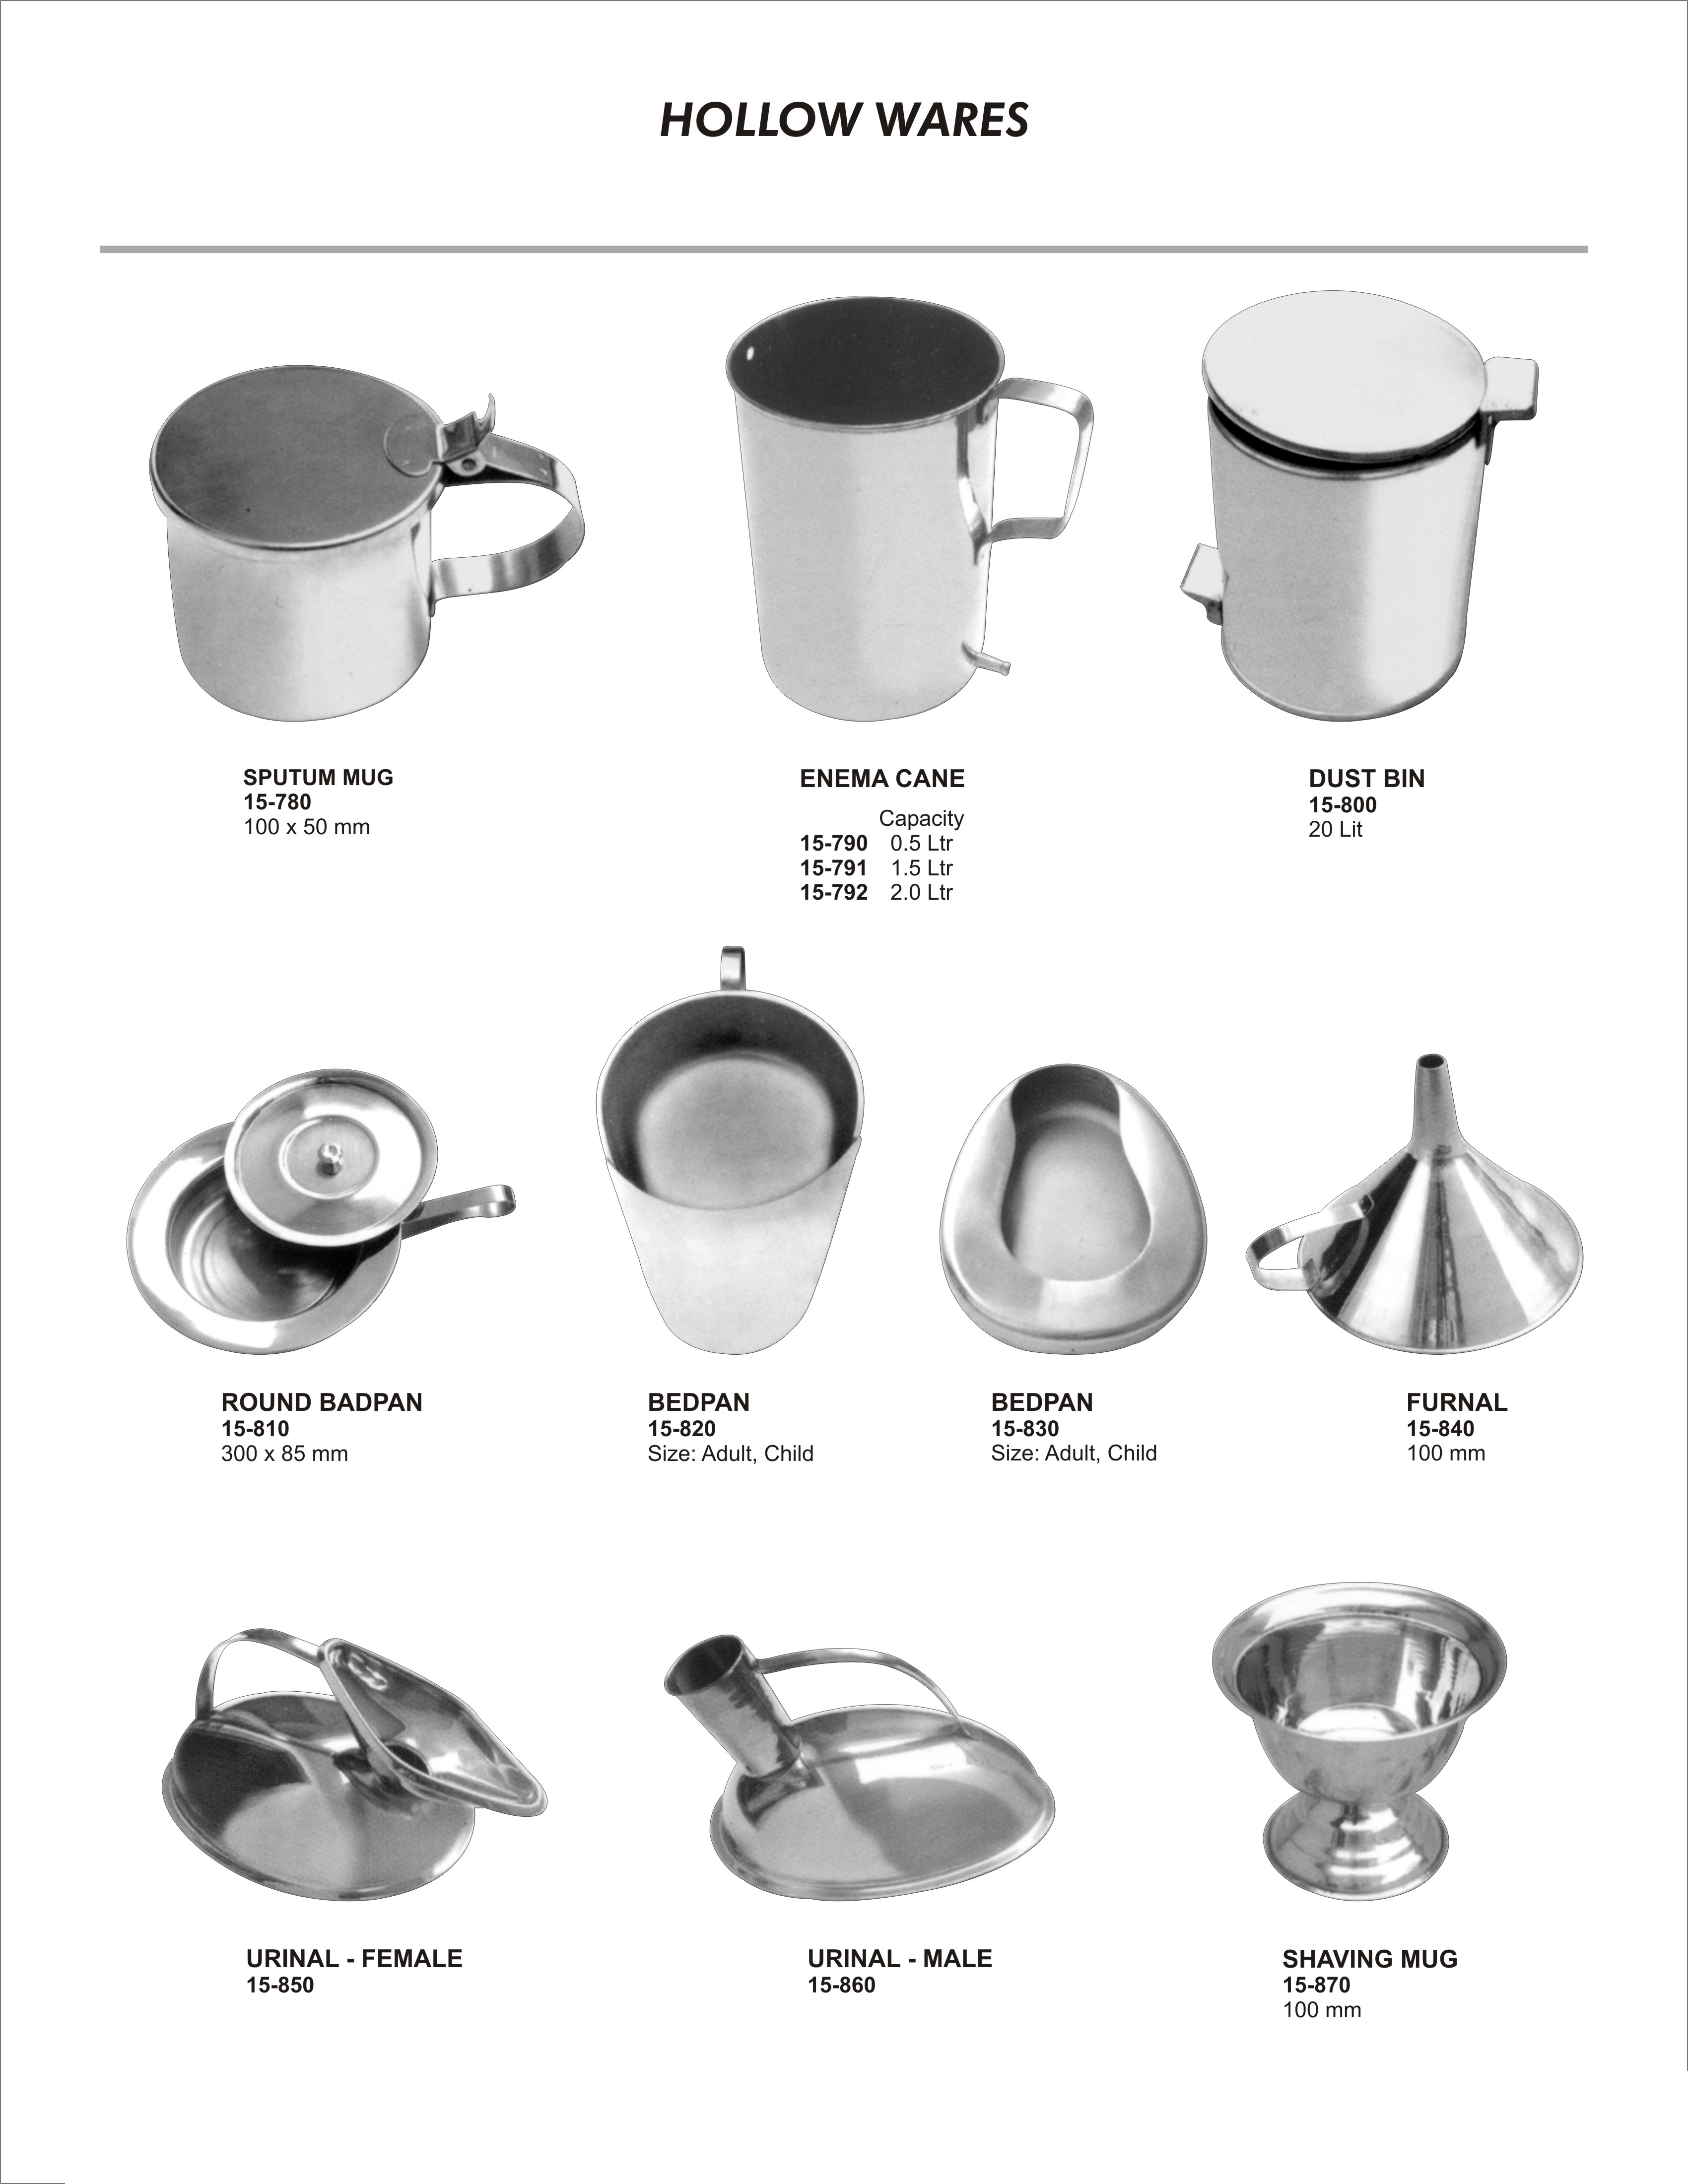 HOLLOW WARES
SPUTUM MUG
15-780
100 x 50 mm
ENEMA CANE
Capacity
15-790 0.5 Ltr
15-791 1.5 Ltr
15-792 2.0 Ltr
DUST BIN
15-800
20 Lit
ROUND BADPAN
15-810
300 x 85 mm
BEDPAN
15-820
Size: Adult, Child
BEDPAN
15-830
Size: Adult, Child
FURNAL
15-840
100 mm
URINAL - FEMALE
15-850
URINAL - MALE
15-860
SHAVING MUG
15-870
100 mm